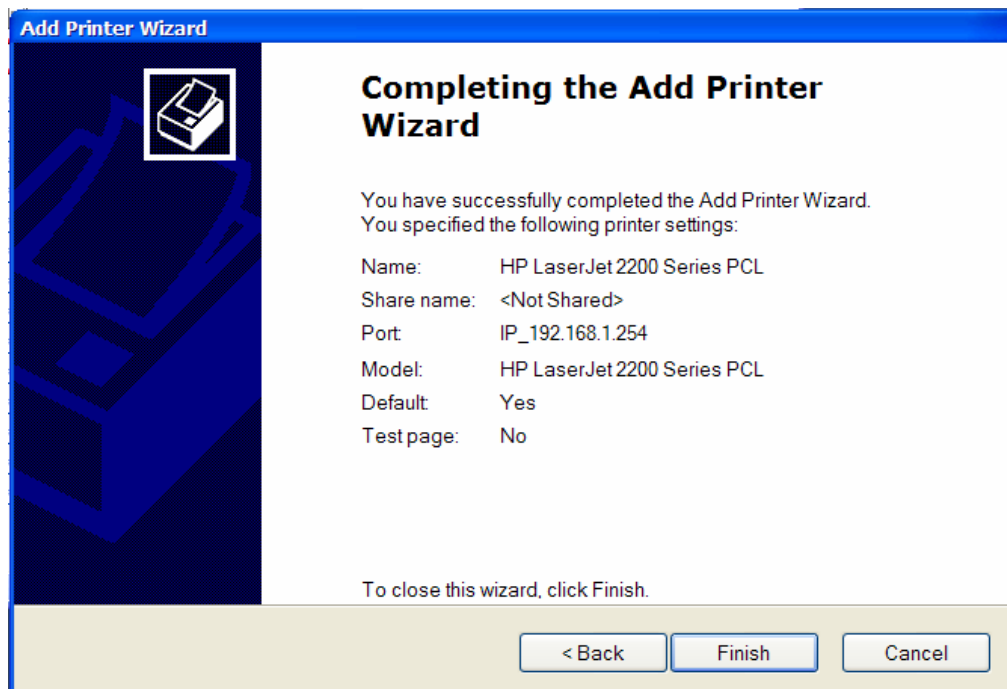 Add Printer Wizard
Completing the Add Printer
Wizard
You have successfully completed the Add Printer Wizard.
You specified the following printer settings:
Name: HP LaserJet 2200 Series PCL
Share name: <Not Shared>
Port: IP_192.168.1.254
Model: HP LaserJet 2200 Series PCL
Default: Yes
Test page: No
To close this wizard, click Finish.
< Back Finish Cancel